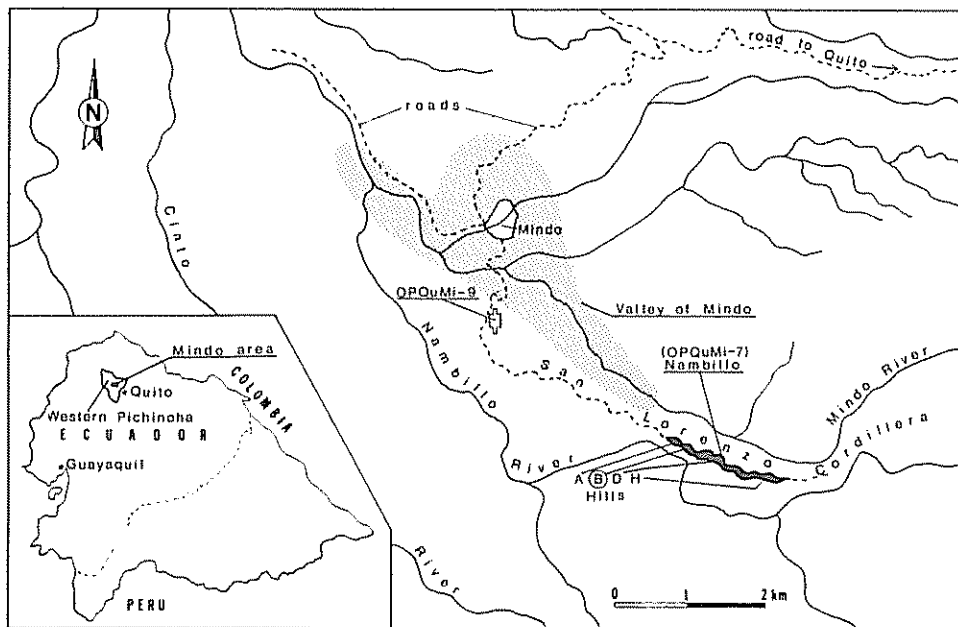 road to Quito
N
roads
Cinto
Mindo
OPQuMi-9
Valley of Mindo
Nambillo River
San Lorenzo Cordillera
(OPQuMi-7)
Nambillo
Mindo River
A B D H
Hills
River
0 1 2 km
Mindo area
Quito
Western Pichincha
COLOMBIA
ECUADOR
Guayaquil
PERU